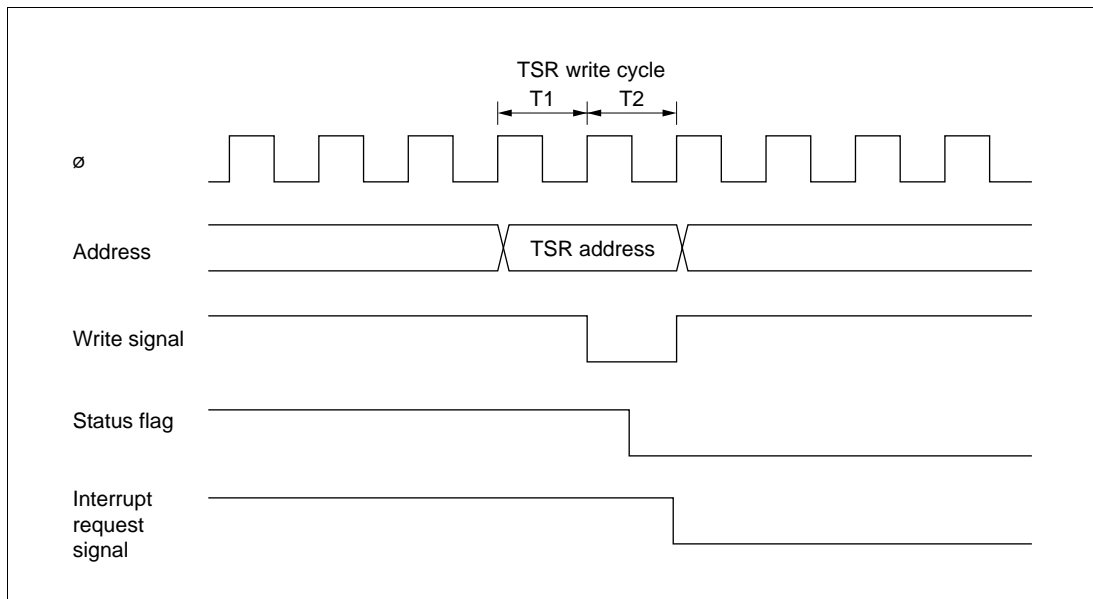 TSR write cycle
T1 T2
ø
Address TSR address
Write signal
Status flag
Interrupt
request
signal